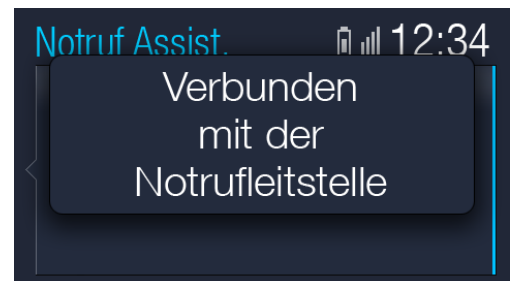 Notruf Assist. 12:34
Verbunden
mit der
Notrufleitstelle